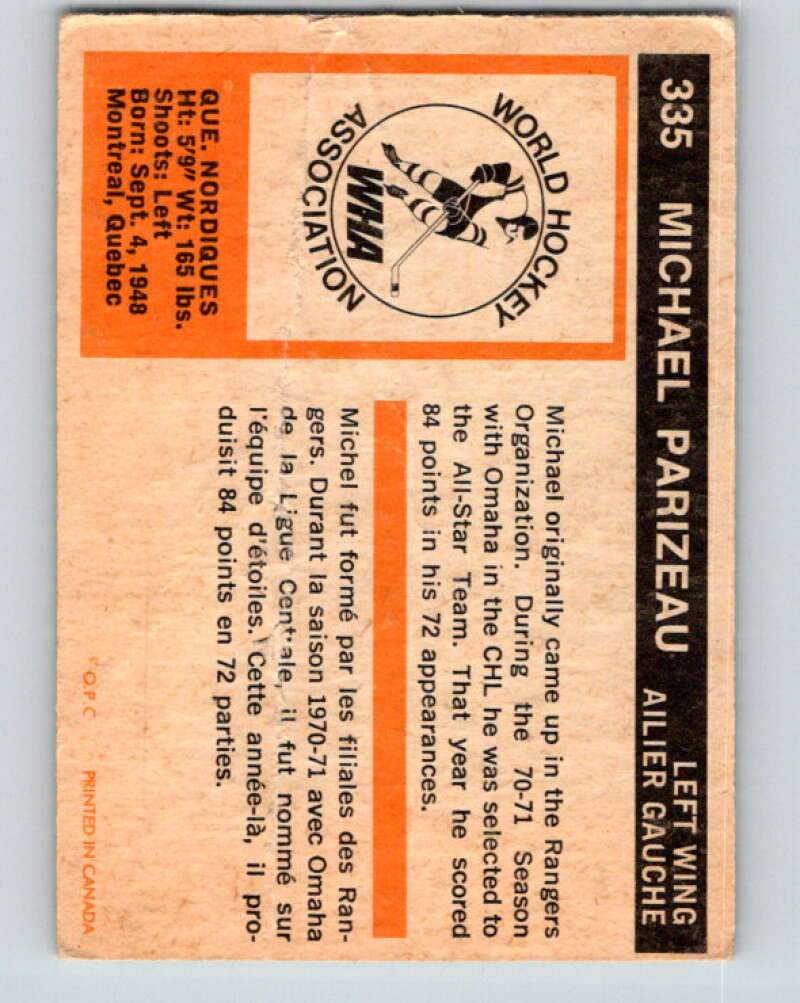 335 MICHAEL PARIZEAU
LEFT WING
AILIER GAUCHE
WORLD HOCKEY
ASSOCIATION
WHA
QUE. NORDIQUES
Ht: 5'9" Wt: 165 lbs.
Shoots: Left
Born: Sept. 4, 1948
Montreal, Quebec
Michael originally came up in the Rangers
Organization. During the 70-71 Season
with Omaha in the CHL he was selected to
the All-Star Team. That year he scored
84 points in his 72 appearances.
Michel fut formé par les filiales des Ran-
gers. Durant la saison 1970-71 avec Omaha
de la Ligue Centrale, il fut nommé sur
l'équipe d'étoiles. Cette année-là, il pro-
duisit 84 points en 72 parties.
O.P.C PRINTED IN CANADA